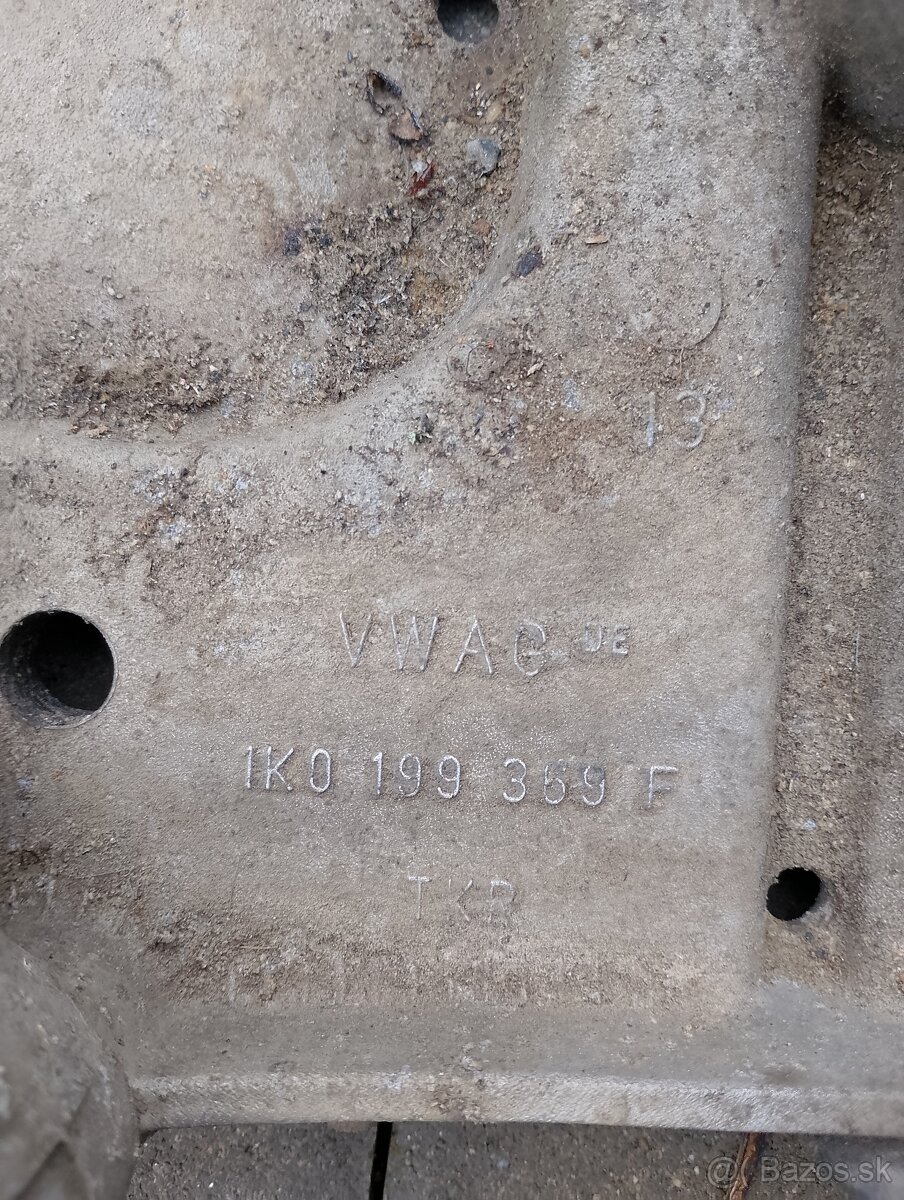 13
VWAG DE
1K0 199 369 F
TKR
@ Bazos.sk